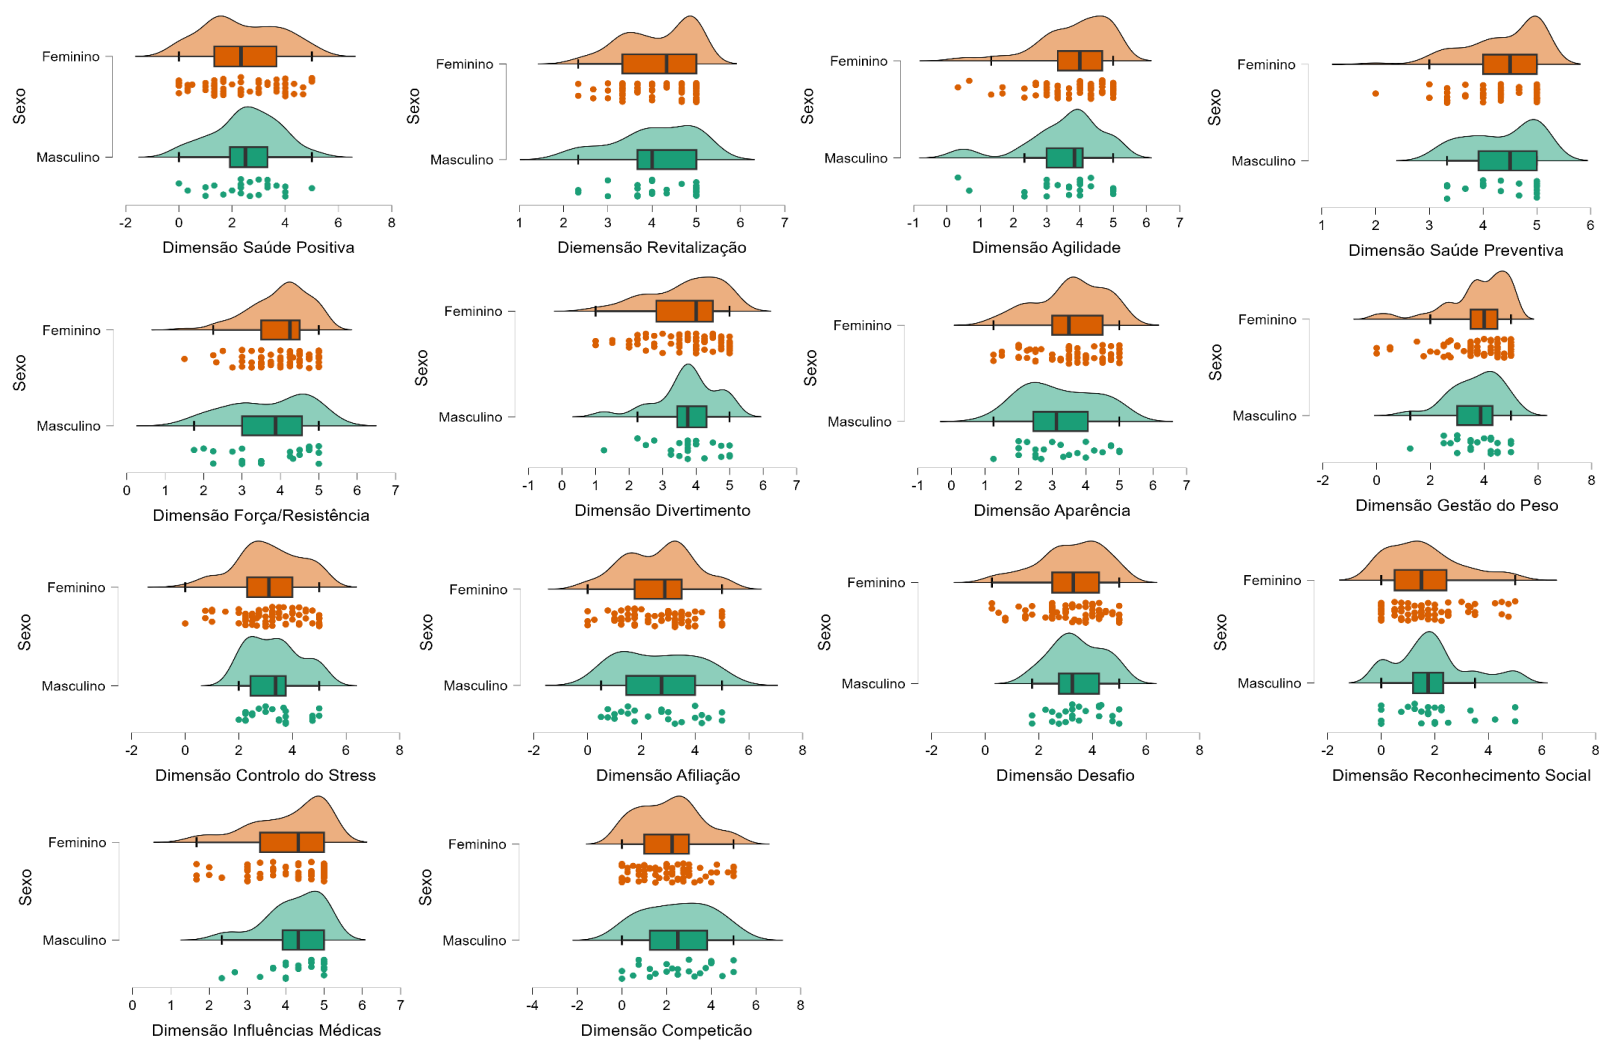 Sexo
Feminino
Masculino
-2 0 2 4 6 8
Dimensão Saúde Positiva
Sexo
Feminino
Masculino
1 2 3 4 5 6 7
Diemensão Revitalização
Sexo
Feminino
Masculino
-1 0 1 2 3 4 5 6 7
Dimensão Agilidade
Sexo
Feminino
Masculino
1 2 3 4 5 6
Dimensão Saúde Preventiva
Sexo
Feminino
Masculino
0 1 2 3 4 5 6 7
Dimensão Força/Resistência
Sexo
Feminino
Masculino
-1 0 1 2 3 4 5 6 7
Dimensão Divertimento
Sexo
Feminino
Masculino
-1 0 1 2 3 4 5 6 7
Dimensão Aparência
Sexo
Feminino
Masculino
-2 0 2 4 6 8
Dimensão Gestão do Peso
Sexo
Feminino
Masculino
-2 0 2 4 6 8
Dimensão Controlo do Stress
Sexo
Feminino
Masculino
-2 0 2 4 6 8
Dimensão Afiliação
Sexo
Feminino
Masculino
-2 0 2 4 6 8
Dimensão Desafio
Sexo
Feminino
Masculino
-2 0 2 4 6 8
Dimensão Reconhecimento Social
Sexo
Feminino
Masculino
0 1 2 3 4 5 6 7
Dimensão Influências Médicas
Sexo
Feminino
Masculino
-4 -2 0 2 4 6 8
Dimensão Competicão